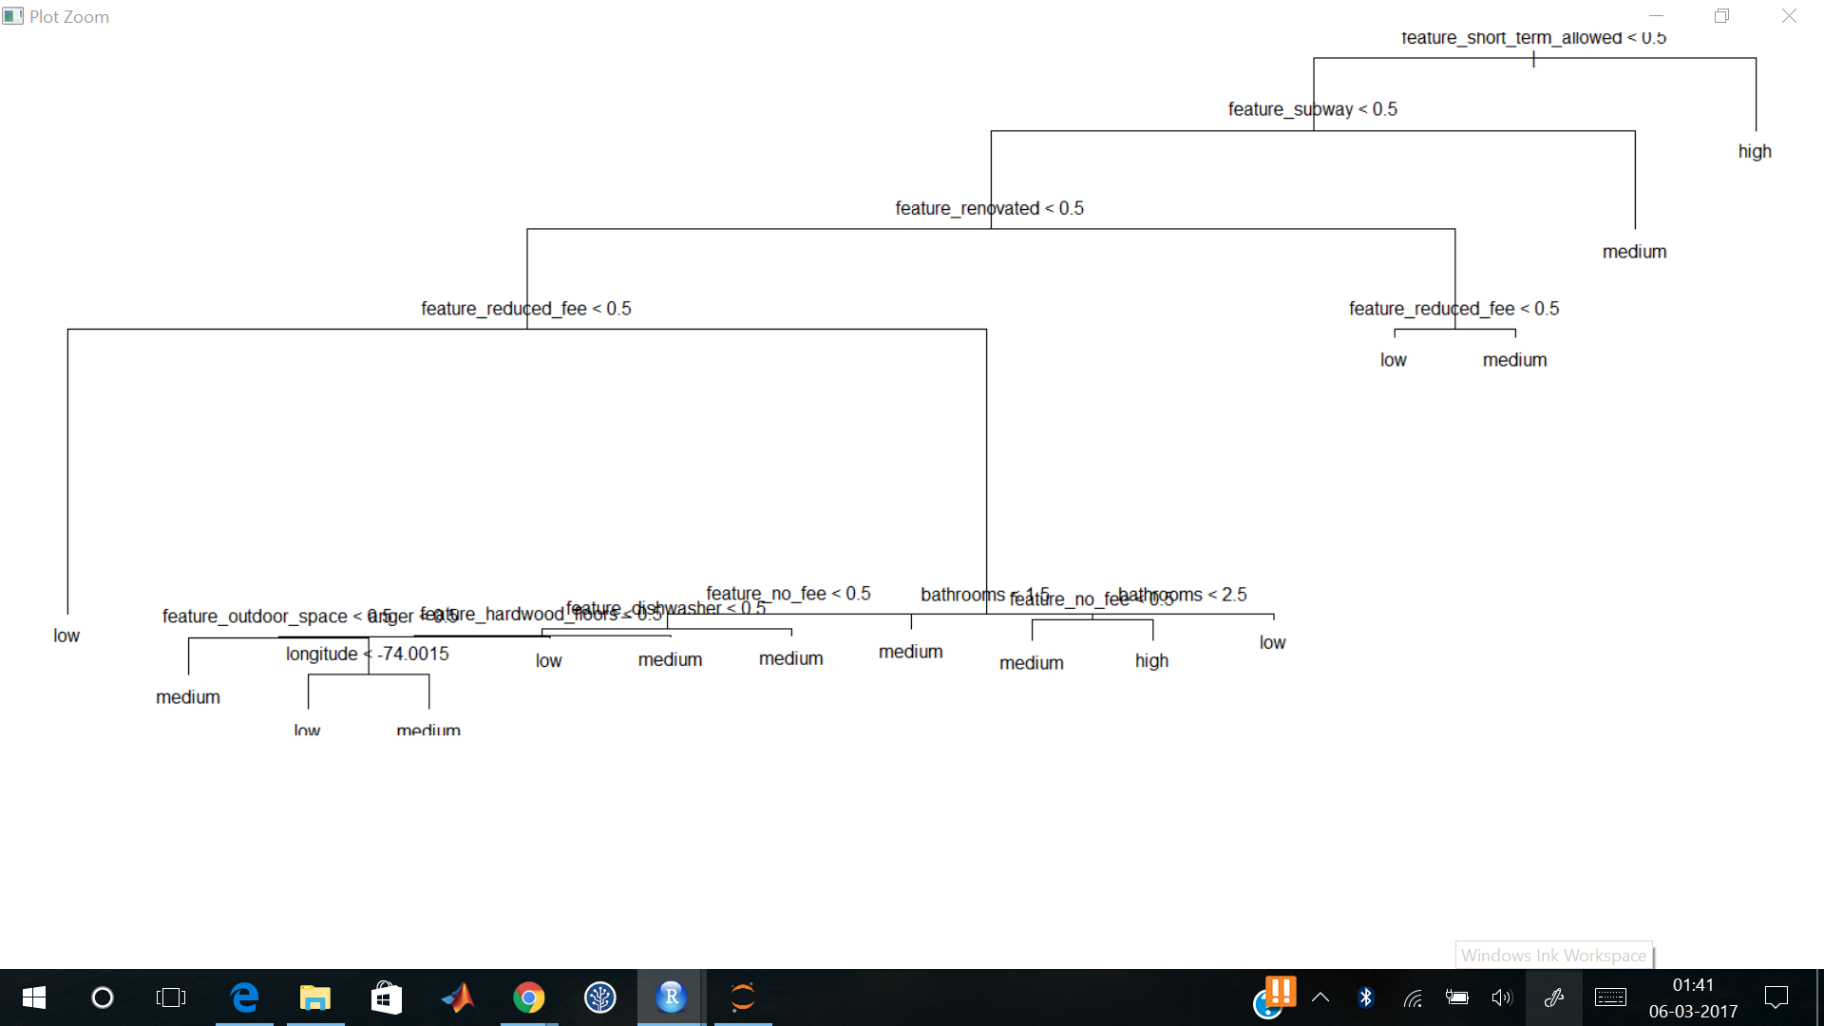 Plot Zoom
feature_short_term_allowed < 0.5
feature_subway < 0.5
high
feature_renovated < 0.5
medium
feature_reduced_fee < 0.5
feature_reduced_fee < 0.5
low
medium
feature_no_fee < 0.5
bathrooms < 1.5
feature_no_fee < 0.5
bathrooms < 2.5
feature_outdoor_space < 0.5
anger < 0.5
feature_hardwood_floors < 0.5
feature_dishwasher < 0.5
low
low
longitude < -74.0015
low
medium
medium
medium
medium
high
medium
low
medium
Windows Ink Workspace
01:41
06-03-2017